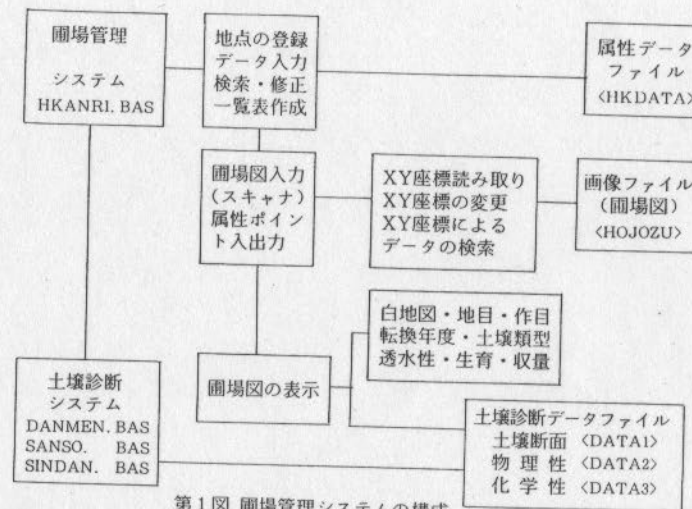 圃場管理
システム
HKANRI. BAS
地点の登録
データ入力
検索・修正
一覧表作成
属性データ
ファイル
〈HKDATA〉
圃場図入力
(スキャナ)
属性ポイン
ト入出力
XY座標読み取り
XY座標の変更
XY座標による
データの検索
画像ファイル
(圃場図)
〈HOJOZU〉
白地図・地目・作目
転換年度・土壌類型
透水性・生育・収量
圃場図の表示
土壌診断
システム
DANMEN. BAS
SANSO. BAS
SINDAN. BAS
土壌診断データファイル
土壌断面 〈DATA1〉
物理性 〈DATA2〉
化学性 〈DATA3〉
第1図 圃場管理システムの構成